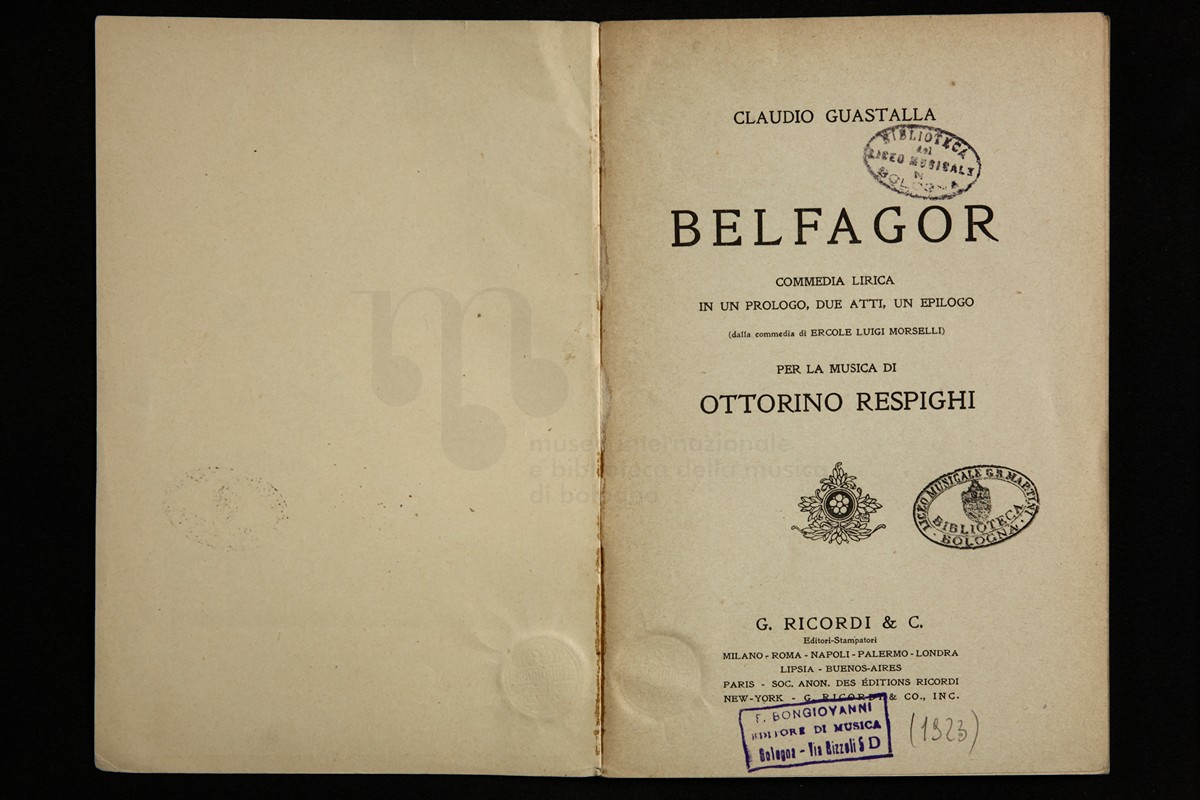 CLAUDIO GUASTALLA
BIBLIOTECA
del
LICEO MUSICALE
DI
BOLOGNA
BELFAGOR
COMMEDIA LIRICA
IN UN PROLOGO, DUE ATTI, UN EPILOGO
(dalla commedia di ERCOLE LUIGI MORSELLI)
PER LA MUSICA DI
OTTORINO RESPIGHI
museo internazionale
e biblioteca della musica
di bologna
LICEO MUSICALE G.B. MARTINI
BIBLIOTECA
· BOLOGNA ·
G. RICORDI & C.
Editori-Stampatori
MILANO - ROMA - NAPOLI - PALERMO - LONDRA
LIPSIA - BUENOS-AIRES
PARIS - SOC. ANON. DES ÉDITIONS RICORDI
NEW-YORK - G. RICORDI & CO., INC.
F. BONGIOVANNI
EDITORE DI MUSICA
Bologna - Via Rizzoli 5 D
(1923)